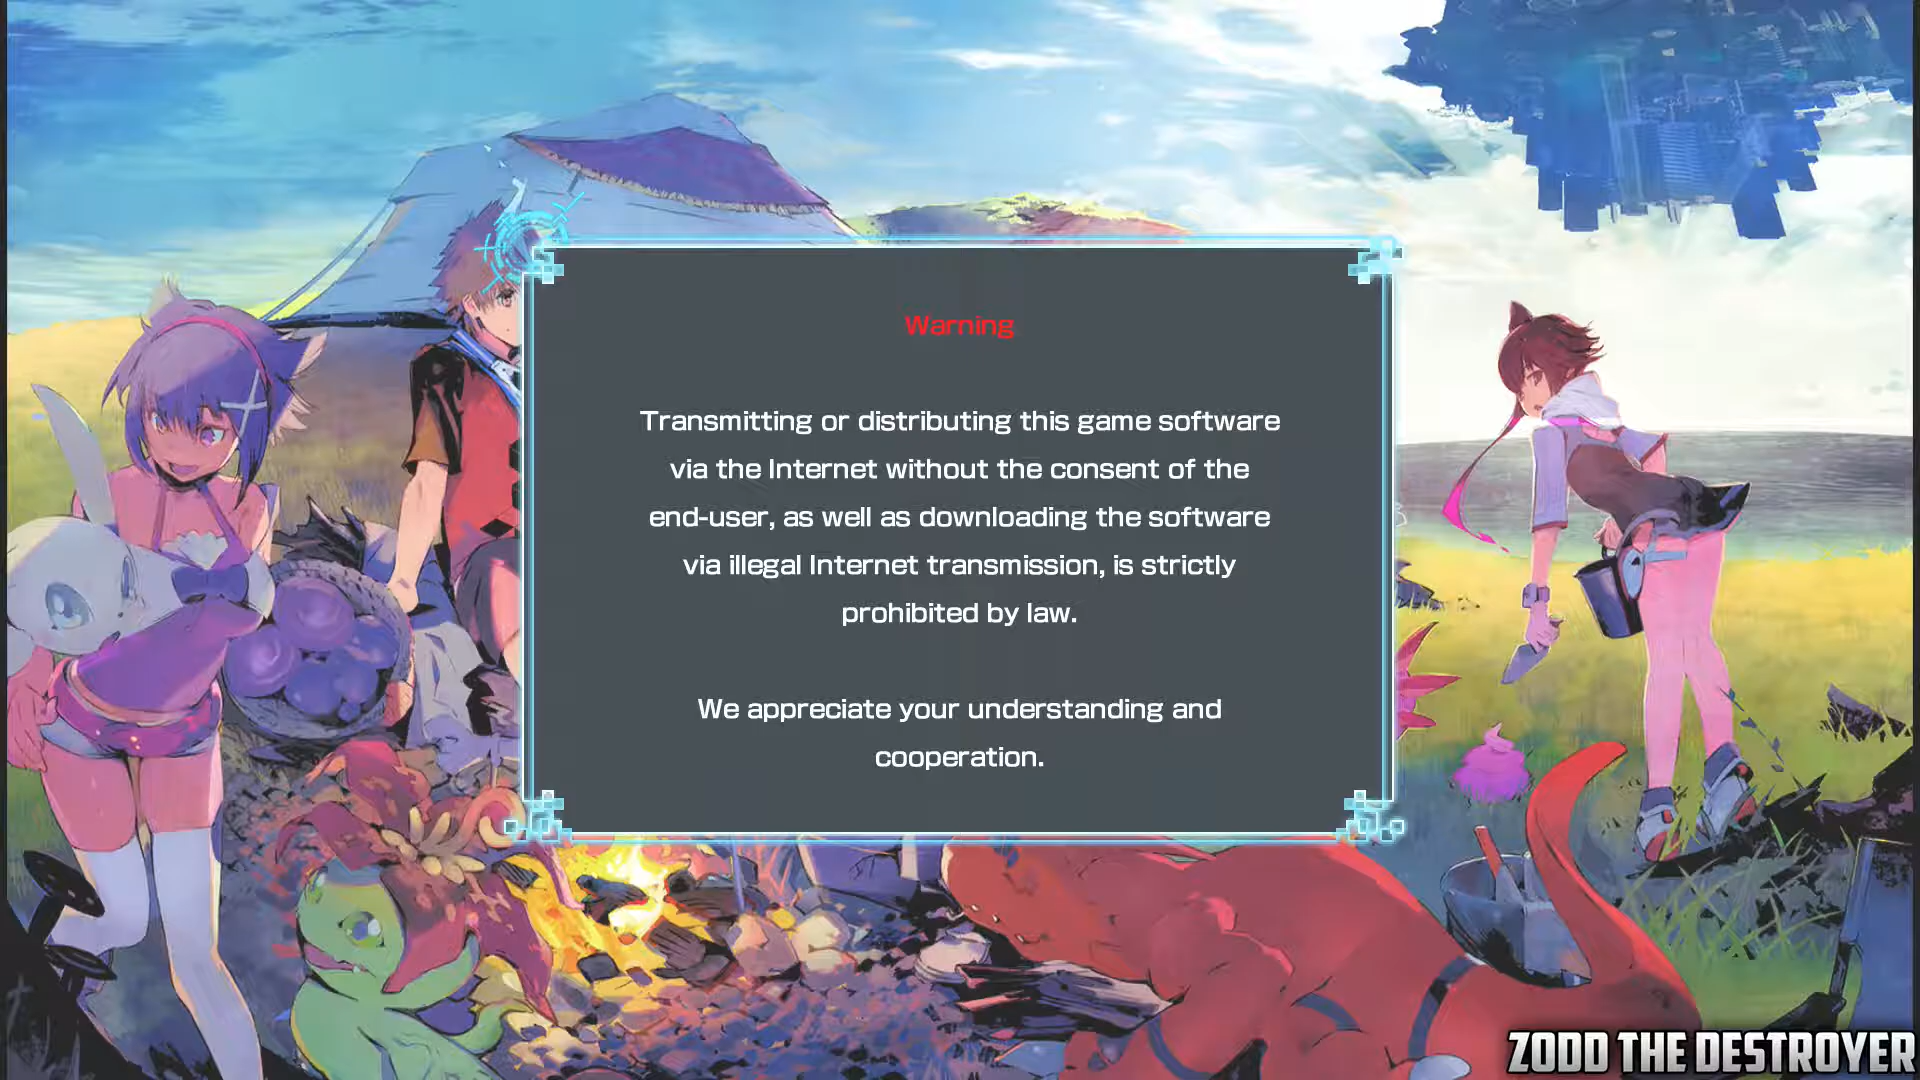 Warning
Transmitting or distributing this game software
via the Internet without the consent of the
end-user, as well as downloading the software
via illegal Internet transmission, is strictly
prohibited by law.
We appreciate your understanding and
cooperation.
ZODD THE DESTROYER